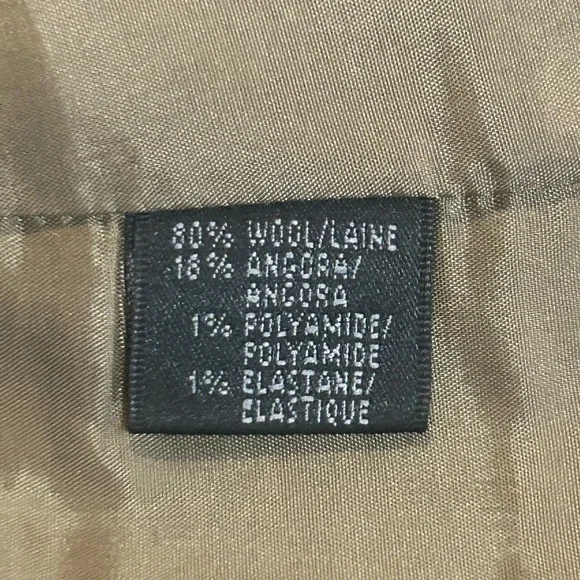 80% WOOL/LAINE
18% ANGORA/
ANGORA
1% POLYAMIDE/
POLYAMIDE
1% ELASTANE/
ELASTIQUE